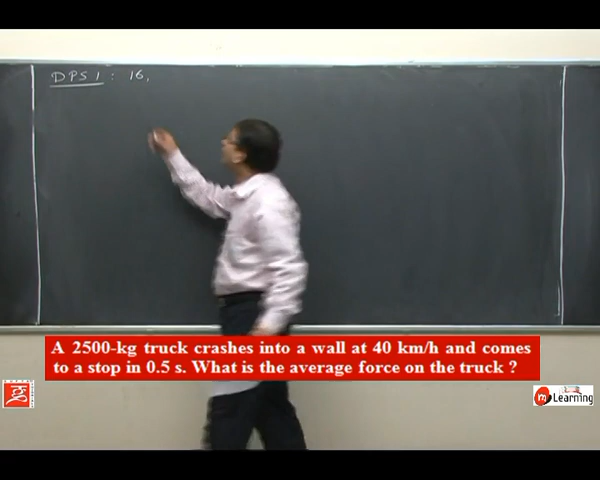 DPS 1 : 16,
A 2500-kg truck crashes into a wall at 40 km/h and comes
to a stop in 0.5 s. What is the average force on the truck ?
m Learning